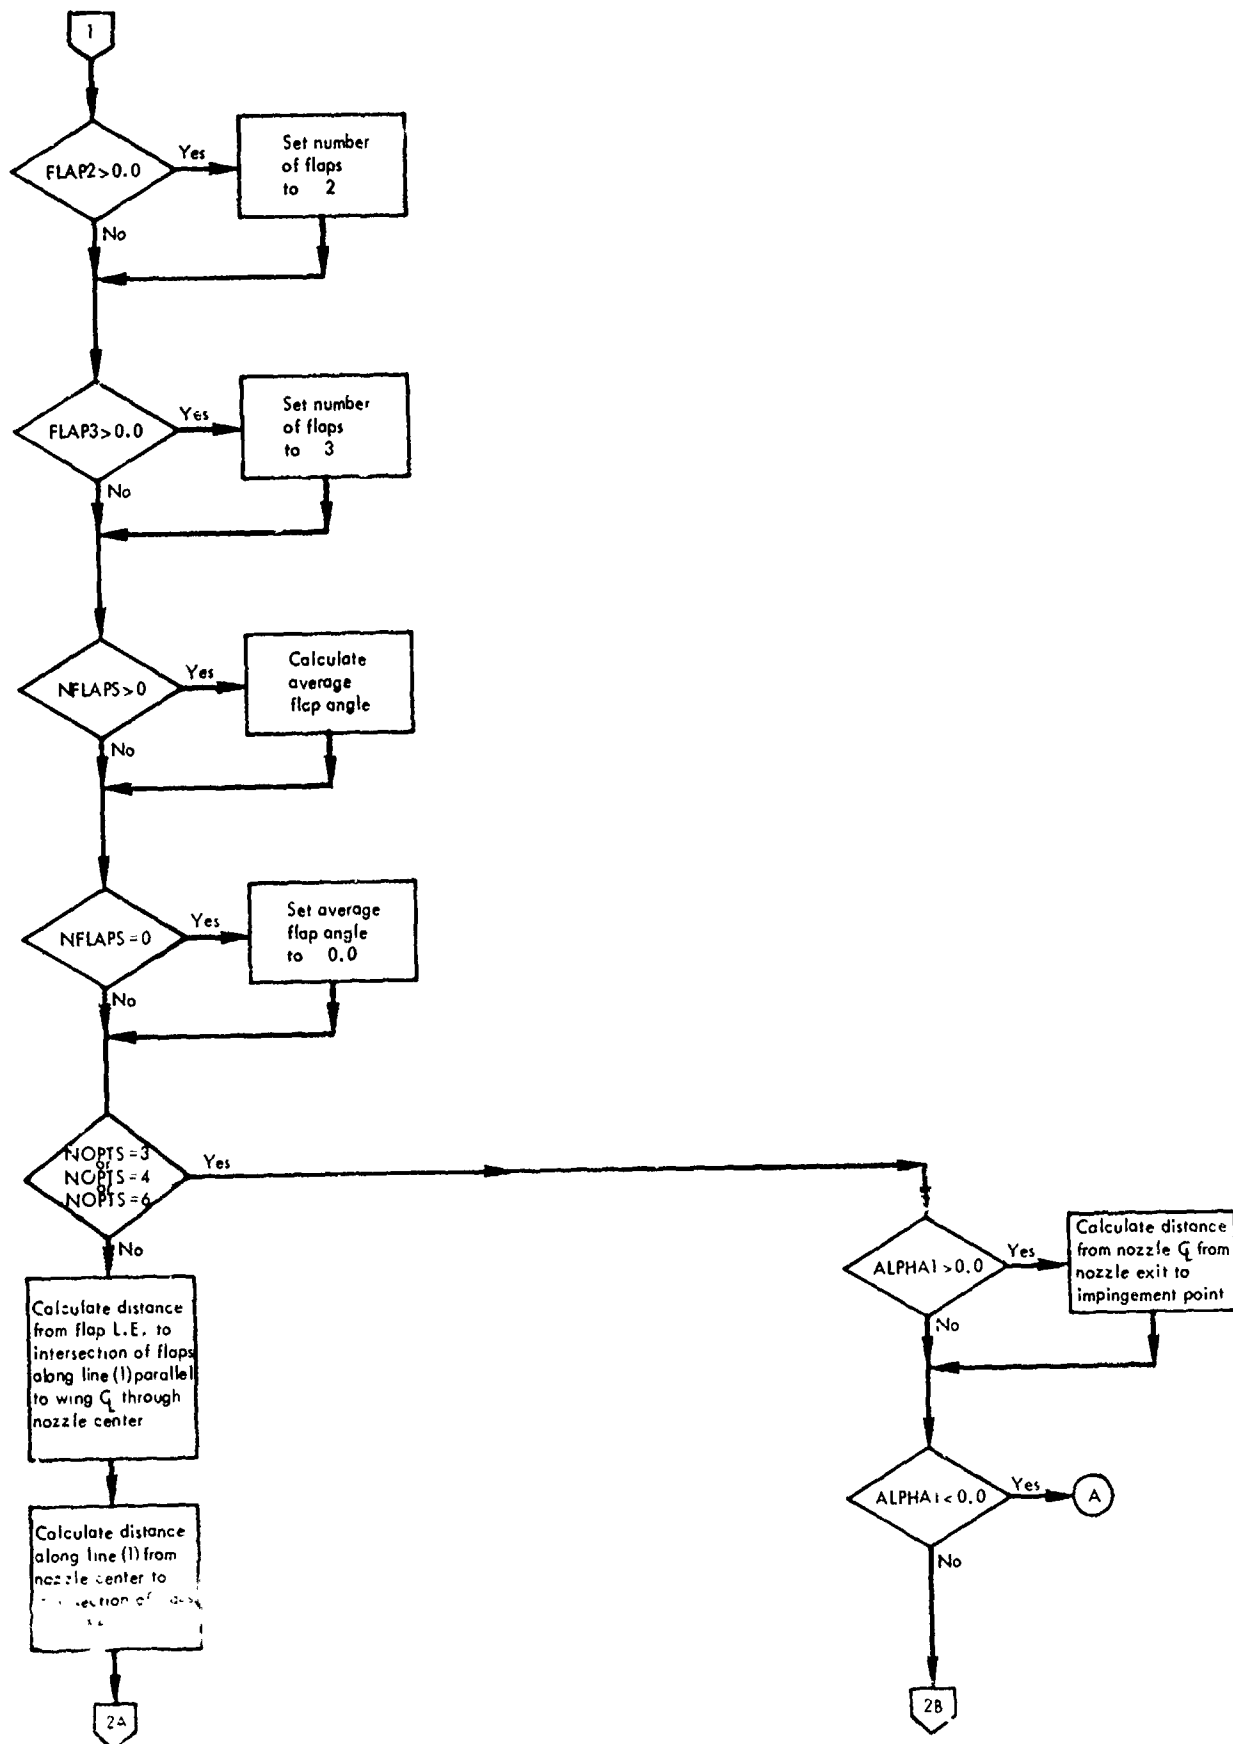 1
FLAP2>0.0
Yes
Set number
of flaps
to 2
No
FLAP3>0.0
Yes
Set number
of flaps
to 3
No
NFLAPS>0
Yes
Calculate
average
flap angle
No
NFLAPS=0
Yes
Set average
flap angle
to 0.0
No
NOPTS=3
or
NOPTS=4
or
NOPTS=6
Yes
No
Calculate distance
from flap L.E. to
intersection of flaps
along line (1) parallel
to wing ℄ through
nozzle center
Calculate distance
along line (1) from
nozzle center to
of
2A
ALPHA1>0.0
Yes
Calculate distance
from nozzle ℄ from
nozzle exit to
impingement point
No
ALPHA1<0.0
Yes
A
No
2B